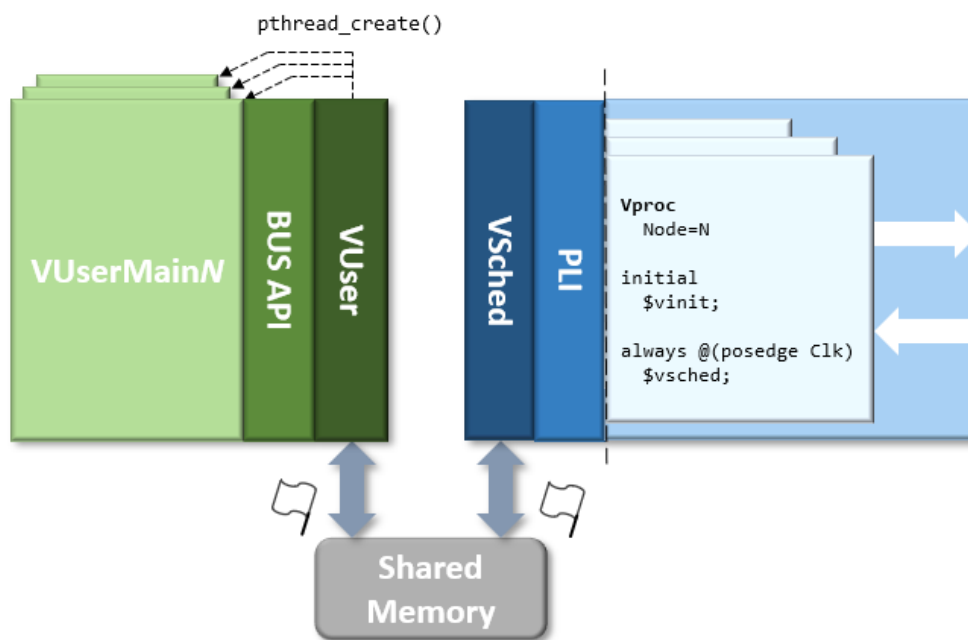 pthread_create()
VUserMainN
BUS API
VUser
VSched
PLI
Vproc
Node=N
initial
$vinit;
always @(posedge Clk)
$vsched;
Shared
Memory